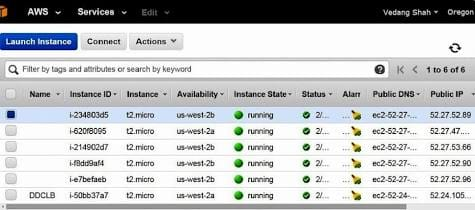 AWS Services Edit Vedang Shah Oregon
Launch Instance Connect Actions
Filter by tags and attributes or search by keyword 1 to 6 of 6
Name Instance ID Instance Availability Instance State Status Alarr Public DNS Public IP
i-234803d5 t2.micro us-west-2b running 2/... ... ec2-52-27-... 52.27.52.89
i-620f8095 t2.micro us-west-2a running 2/... ... ec2-52-27-... 52.27.51.47
i-214902d7 t2.micro us-west-2b running 2/... ... ec2-52-27-... 52.27.53.66
i-f8dd9af4 t2.micro us-west-2b running 2/... ... ec2-52-27-... 52.27.52.90
i-e7befaeb t2.micro us-west-2b running 2/... ... ec2-52-27-... 52.27.52.96
DDCLB i-50bb37a7 t2.micro us-west-2a running 2/... ... ec2-52-24-... 52.24.105...